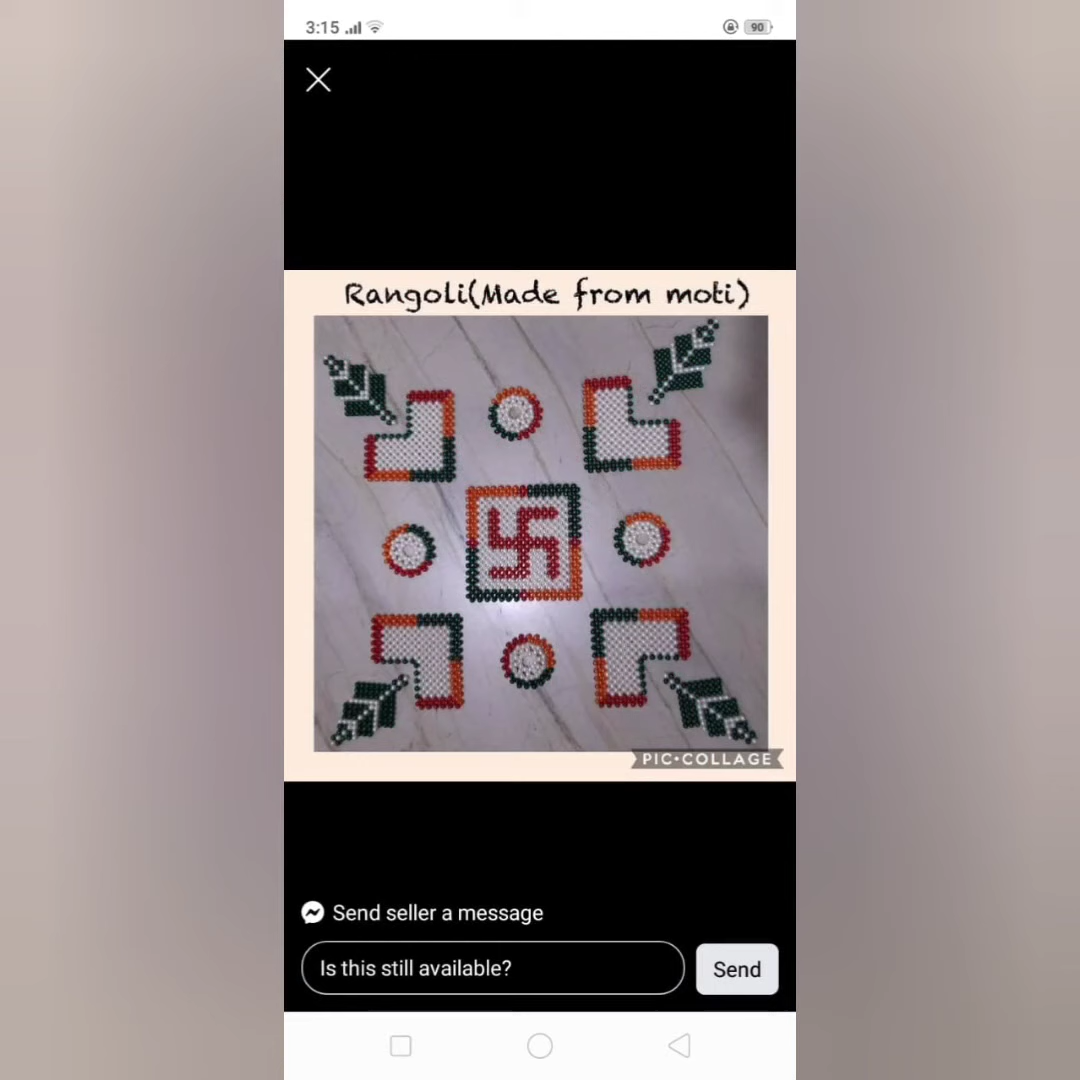 3:15
90
Rangoli(Made from moti)
PIC•COLLAGE
Send seller a message
Is this still available?
Send